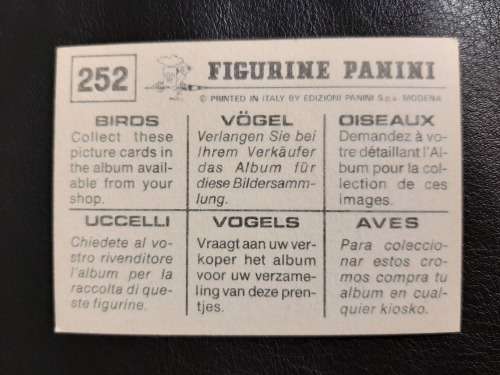 252
FIGURINE PANINI
© PRINTED IN ITALY BY EDIZIONI PANINI S.p.A. MODENA
BIRDS
Collect these
picture cards in
the album avail-
able from your
shop.
VÖGEL
Verlangen Sie bei
Ihrem Verkäufer
das Album für
diese Bildersamm-
lung.
OISEAUX
Demandez à vo-
tre détaillant l'Al-
bum pour la col-
lection de ces
images.
UCCELLI
Chiedete al vo-
stro rivenditore
l'album per la
raccolta di que-
ste figurine.
VOGELS
Vraagt aan uw ver-
koper het album
voor uw verzame-
ling van deze pren-
tjes.
AVES
Para coleccio-
nar estos cro-
mos compra tu
album en cual-
quier kiosko.